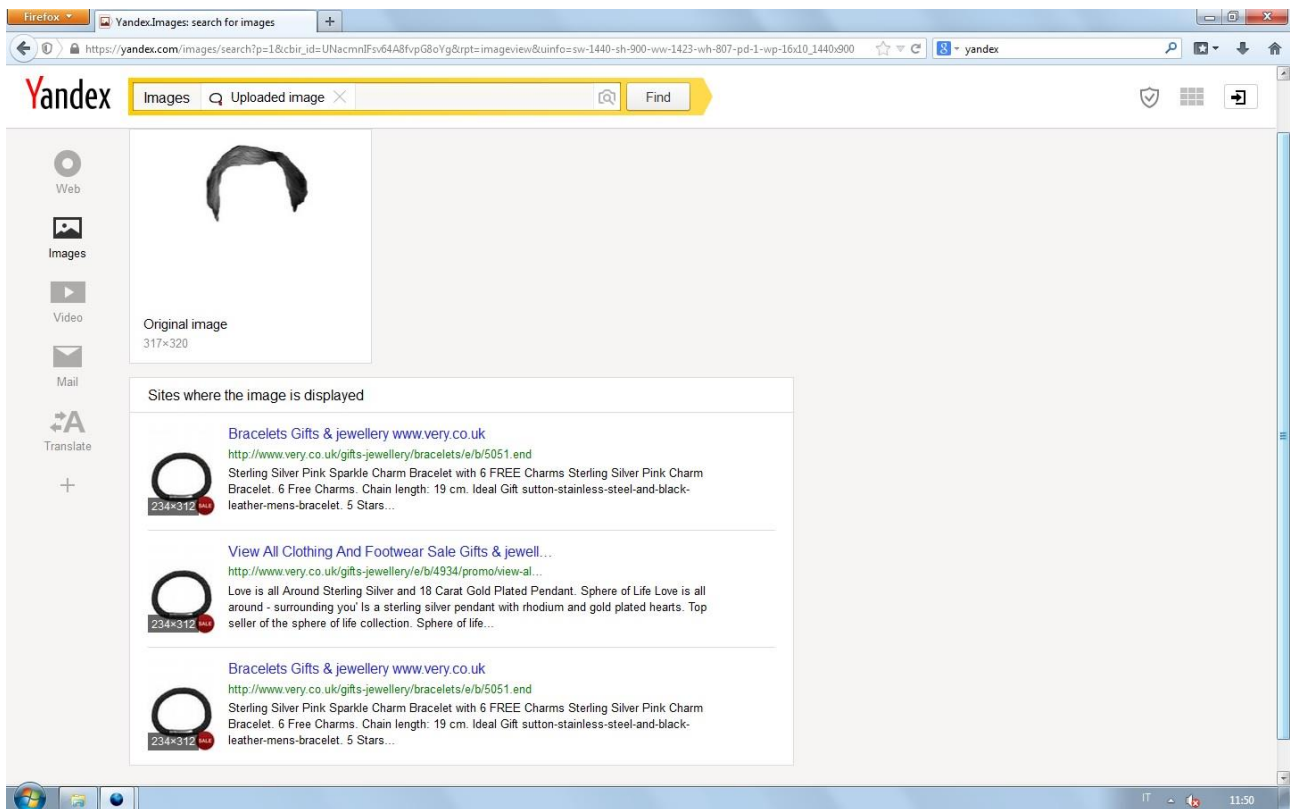 Firefox
Yandex.Images: search for images
https://yandex.com/images/search?p=1&cbir_id=UNacmnIFsv64A8fvpG8oYg&rpt=imageview&uinfo=sw-1440-sh-900-ww-1423-wh-807-pd-1-wp-16x10_1440x900
yandex
Yandex
Images
Uploaded image
Find
Web
Images
Video
Mail
Translate
Original image
317×320
Sites where the image is displayed
Bracelets Gifts & jewellery www.very.co.uk
http://www.very.co.uk/gifts-jewellery/bracelets/e/b/5051.end
Sterling Silver Pink Sparkle Charm Bracelet with 6 FREE Charms Sterling Silver Pink Charm
Bracelet. 6 Free Charms. Chain length: 19 cm. Ideal Gift sutton-stainless-steel-and-black-
leather-mens-bracelet. 5 Stars...
234×312
SALE
View All Clothing And Footwear Sale Gifts & jewell...
http://www.very.co.uk/gifts-jewellery/e/b/4934/promo/view-al...
Love is all Around Sterling Silver and 18 Carat Gold Plated Pendant. Sphere of Life Love is all
around - surrounding you' Is a sterling silver pendant with rhodium and gold plated hearts. Top
seller of the sphere of life collection. Sphere of life...
234×312
SALE
Bracelets Gifts & jewellery www.very.co.uk
http://www.very.co.uk/gifts-jewellery/bracelets/e/b/5051.end
Sterling Silver Pink Sparkle Charm Bracelet with 6 FREE Charms Sterling Silver Pink Charm
Bracelet. 6 Free Charms. Chain length: 19 cm. Ideal Gift sutton-stainless-steel-and-black-
leather-mens-bracelet. 5 Stars...
234×312
SALE
IT
11:50